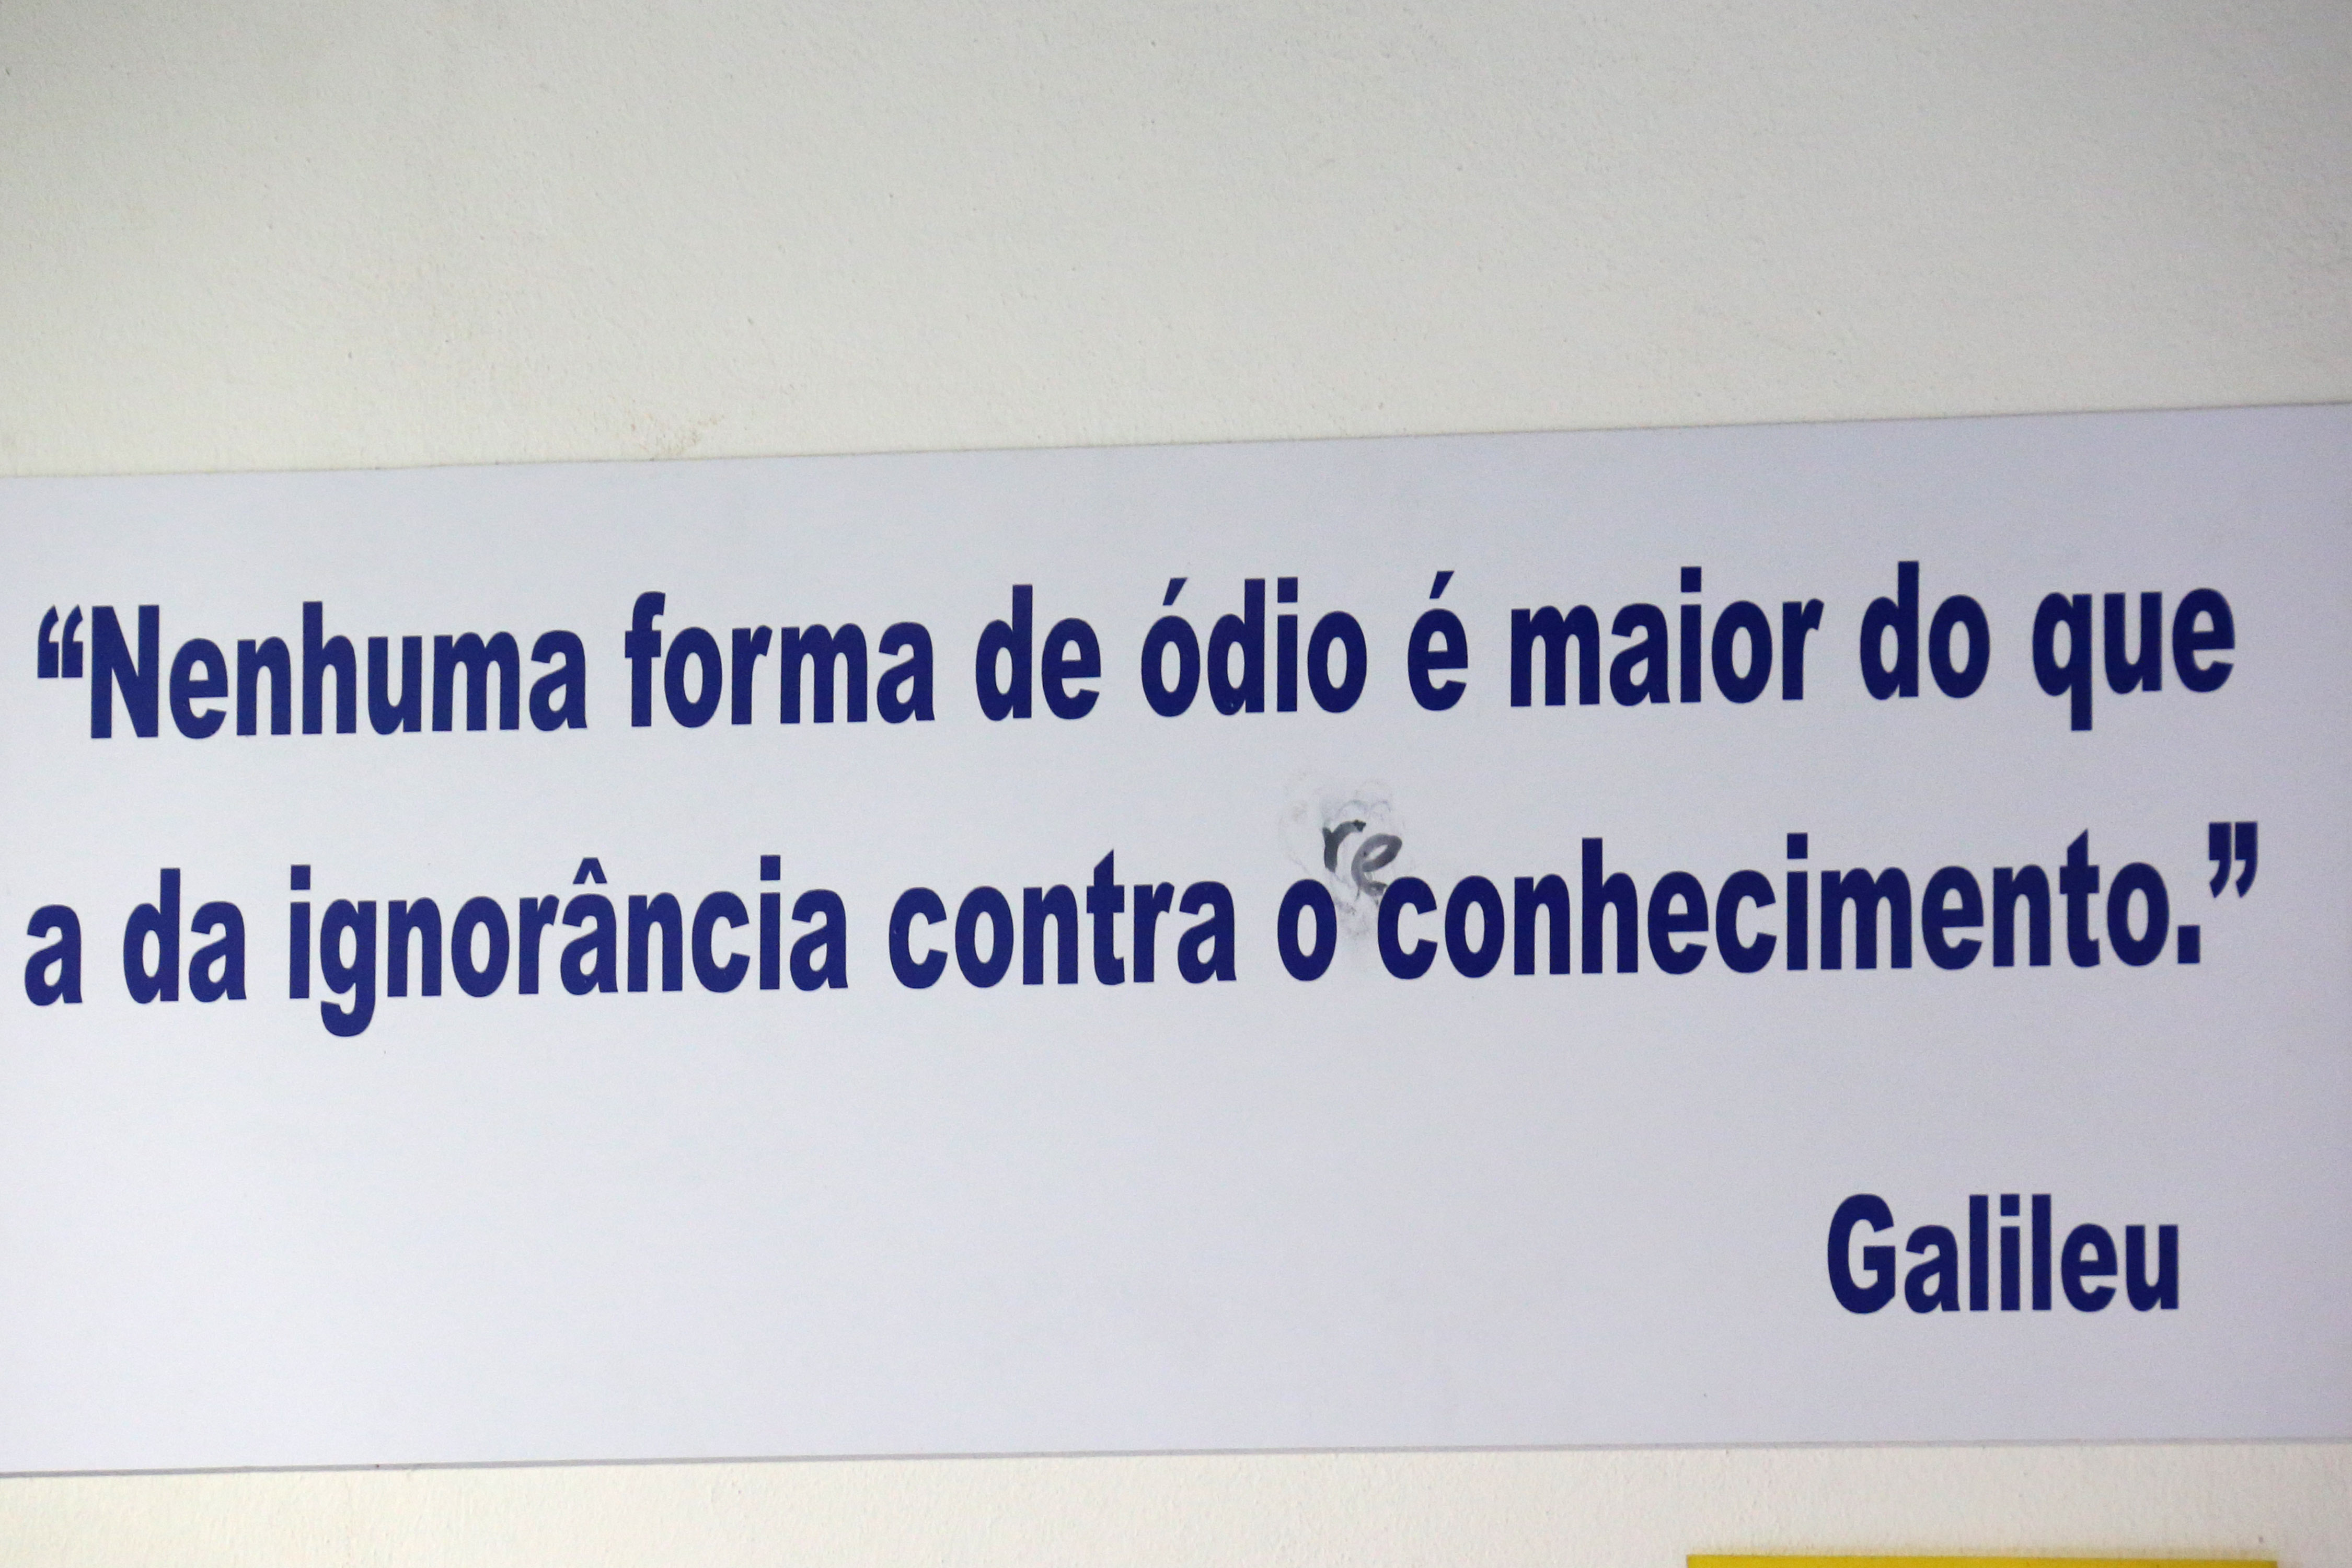 “Nenhuma forma de ódio é maior do que
re
a da ignorância contra o conhecimento.”
Galileu